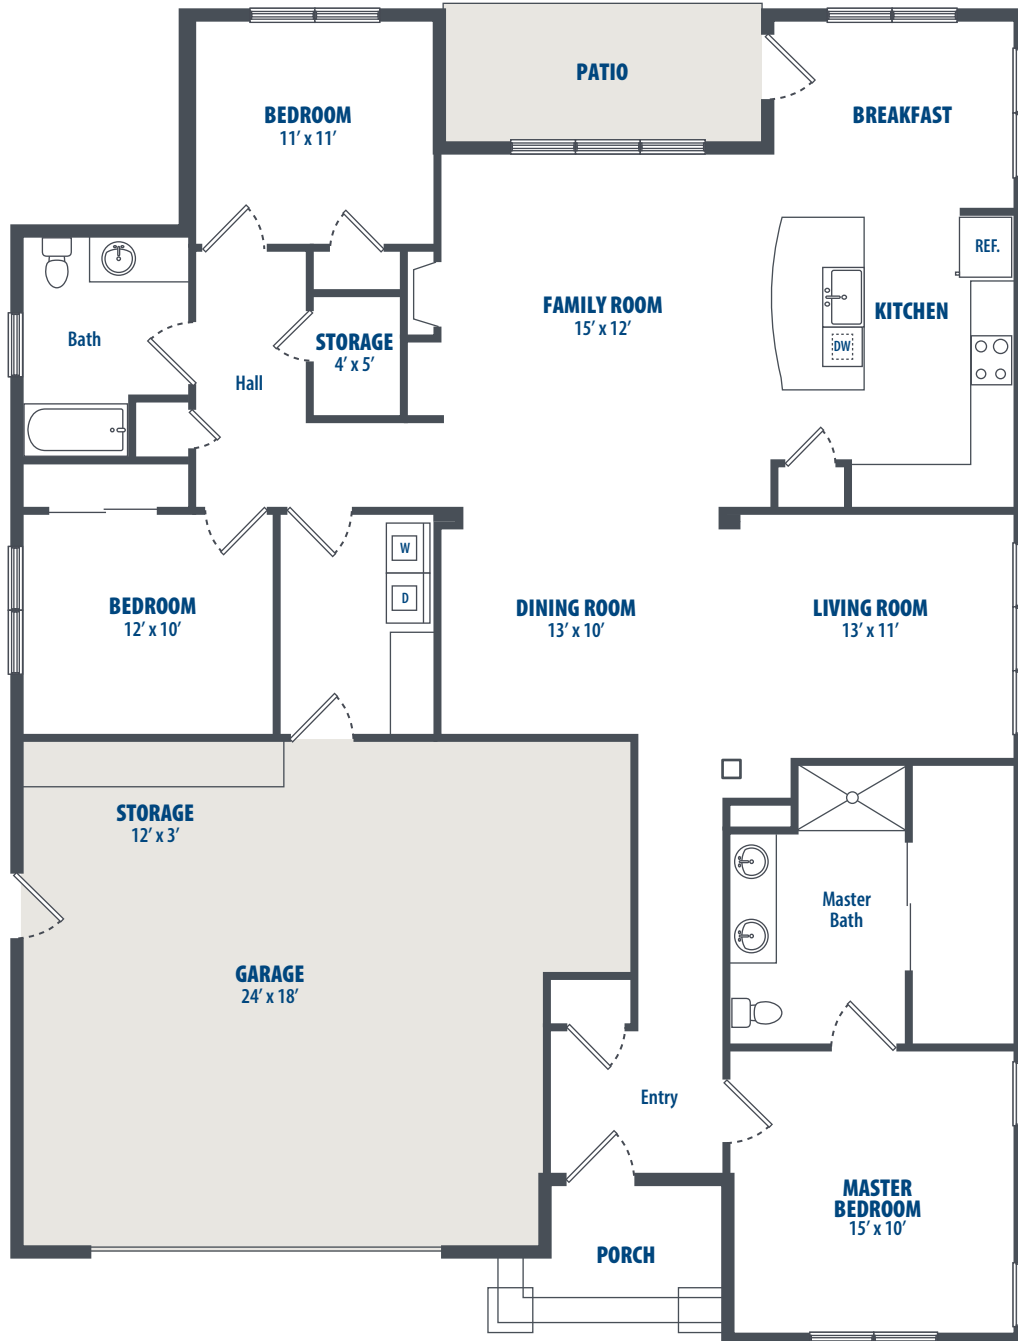 PATIO
BEDROOM
11′ x 11′
BREAKFAST
REF.
FAMILY ROOM
15′ x 12′
KITCHEN
Bath
STORAGE
4′ x 5′
DW
Hall
W
D
BEDROOM
12′ x 10′
DINING ROOM
13′ x 10′
LIVING ROOM
13′ x 11′
STORAGE
12′ x 3′
Master
Bath
GARAGE
24′ x 18′
Entry
MASTER
BEDROOM
15′ x 10′
PORCH